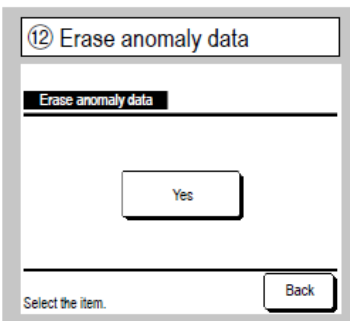 ⑫ Erase anomaly data
Erase anomaly data
Yes
Select the item.
Back